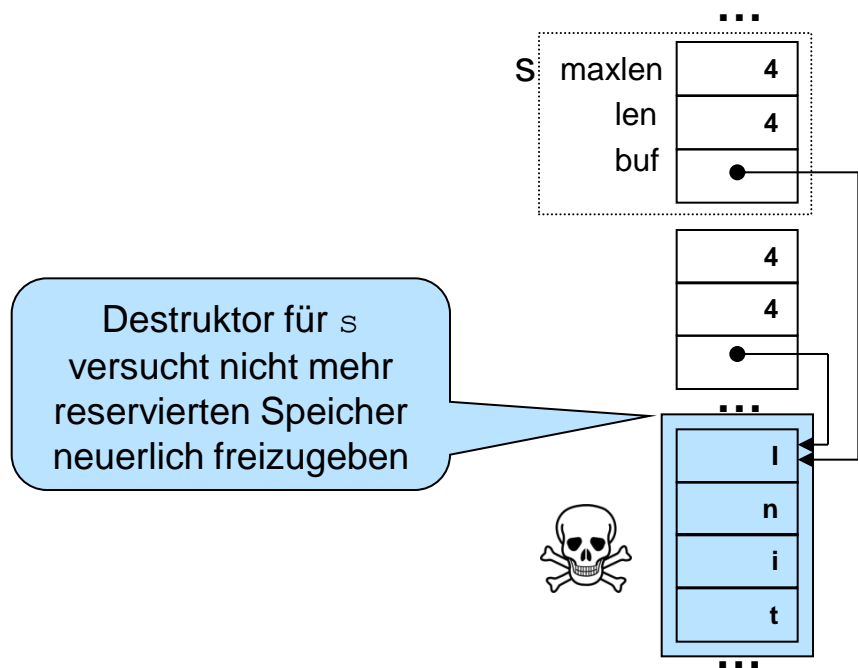 ...
s maxlen 4
len 4
buf
4
4
Destruktor für s
versucht nicht mehr
reservierten Speicher
neuerlich freizugeben
...
I
n
i
t
...